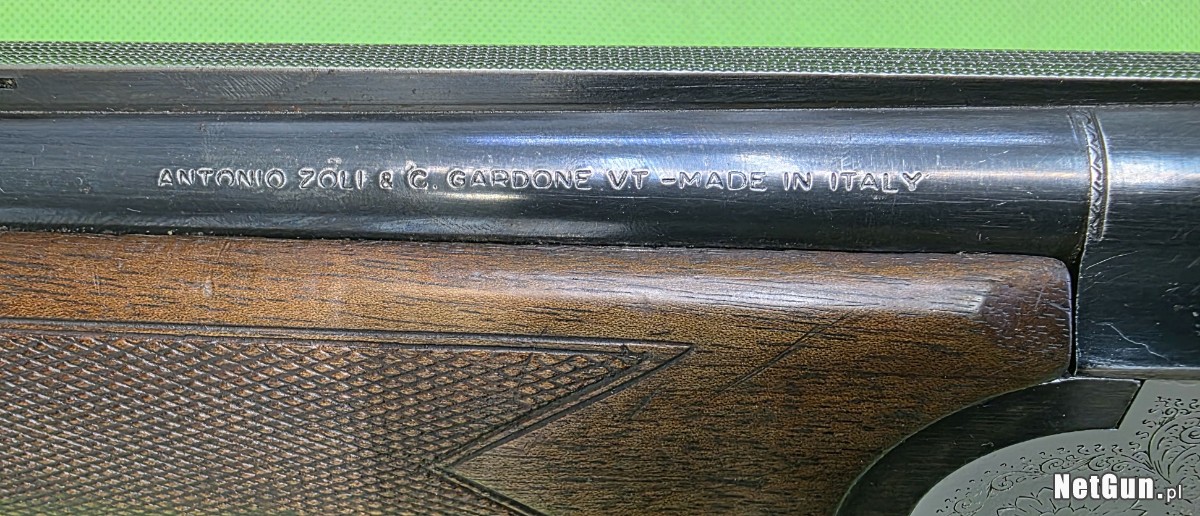 ANTONIO ZOLI & C. GARDONE V.T - MADE IN ITALY
NetGun.pl